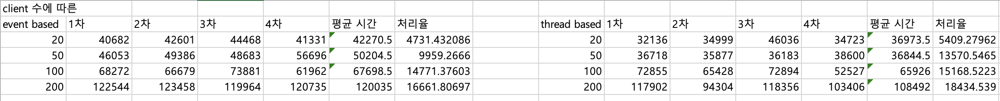 client 수에 따른
event based 1차 2차 3차 4차 평균 시간 처리율 thread based 1차 2차 3차 4차 평균 시간 처리율
20 40682 42601 44468 41331 42270.5 4731.432086 20 32136 34999 46036 34723 36973.5 5409.27962
50 46053 49386 48683 56696 50204.5 9959.2666 50 36718 35877 36183 38600 36844.5 13570.5465
100 68272 66679 73881 61962 67698.5 14771.37603 100 72855 65428 72894 52527 65926 15168.5223
200 122544 123458 119964 120735 120035 16661.80697 200 117902 94304 118356 103406 108492 18434.539